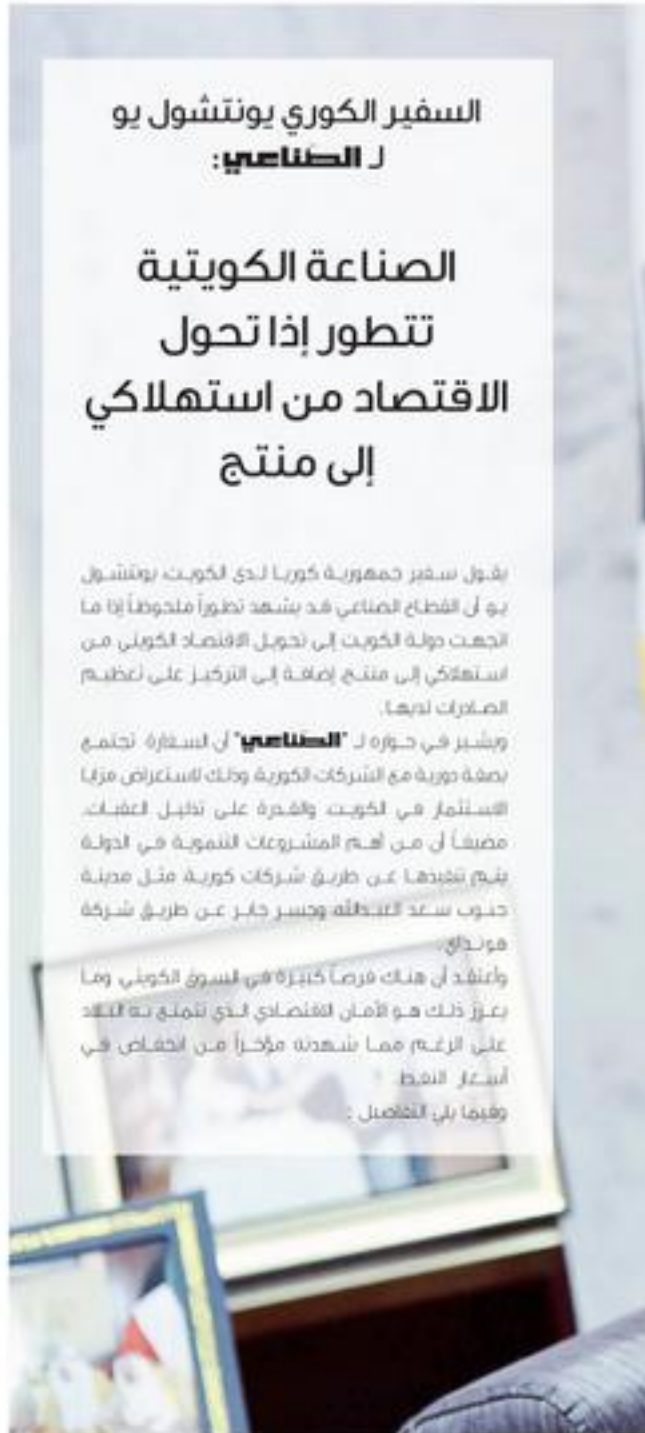 السفير الكوري يونتشول يو
لـ الصناعي:
الصناعة الكويتية
تتطور إذا تحول
الاقتصاد من استهلاكي
إلى منتج
يقول سفير جمهورية كوريا لدى الكويت، يونتشول
يو أن القطاع الصناعي قد يشهد تطوراً ملحوظاً إذا ما
اتجهت دولة الكويت إلى تحويل الاقتصاد الكويتي من
استهلاكي إلى منتج، إضافة إلى التركيز على تعظيم
الصادرات لديها.
ويشير في حواره لـ "الصناعي" أن السفارة تجتمع
بصفة دورية مع الشركات الكورية وذلك لاستعراض مزايا
الاستثمار في الكويت، والقدرة على تذليل العقبات،
مضيفاً أن من أهم المشروعات التنموية في الدولة
يتم تنفيذها عن طريق شركات كورية مثل مدينة
جنوب سعد العبدالله وجسر جابر عن طريق شركة
هونداي.
وأعتقد أن هناك فرصاً كبيرة في السوق الكويتي، وما
يعزز ذلك هو الأمان الاقتصادي الذي تتمتع به البلاد
على الرغم مما شهدته مؤخراً من انخفاض في
أسعار النفط.
وفيما يلي التفاصيل :